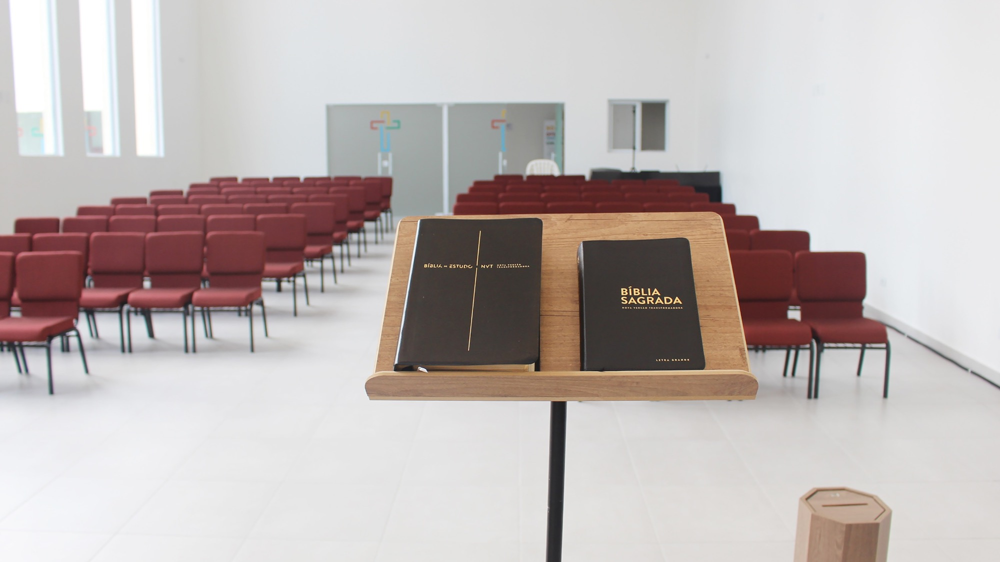 BÍBLIA DE ESTUDO NVT NOVA VERSÃO
TRANSFORMADORA
BÍBLIA
SAGRADA
NOVA VERSÃO TRANSFORMADORA
LETRA GRANDE